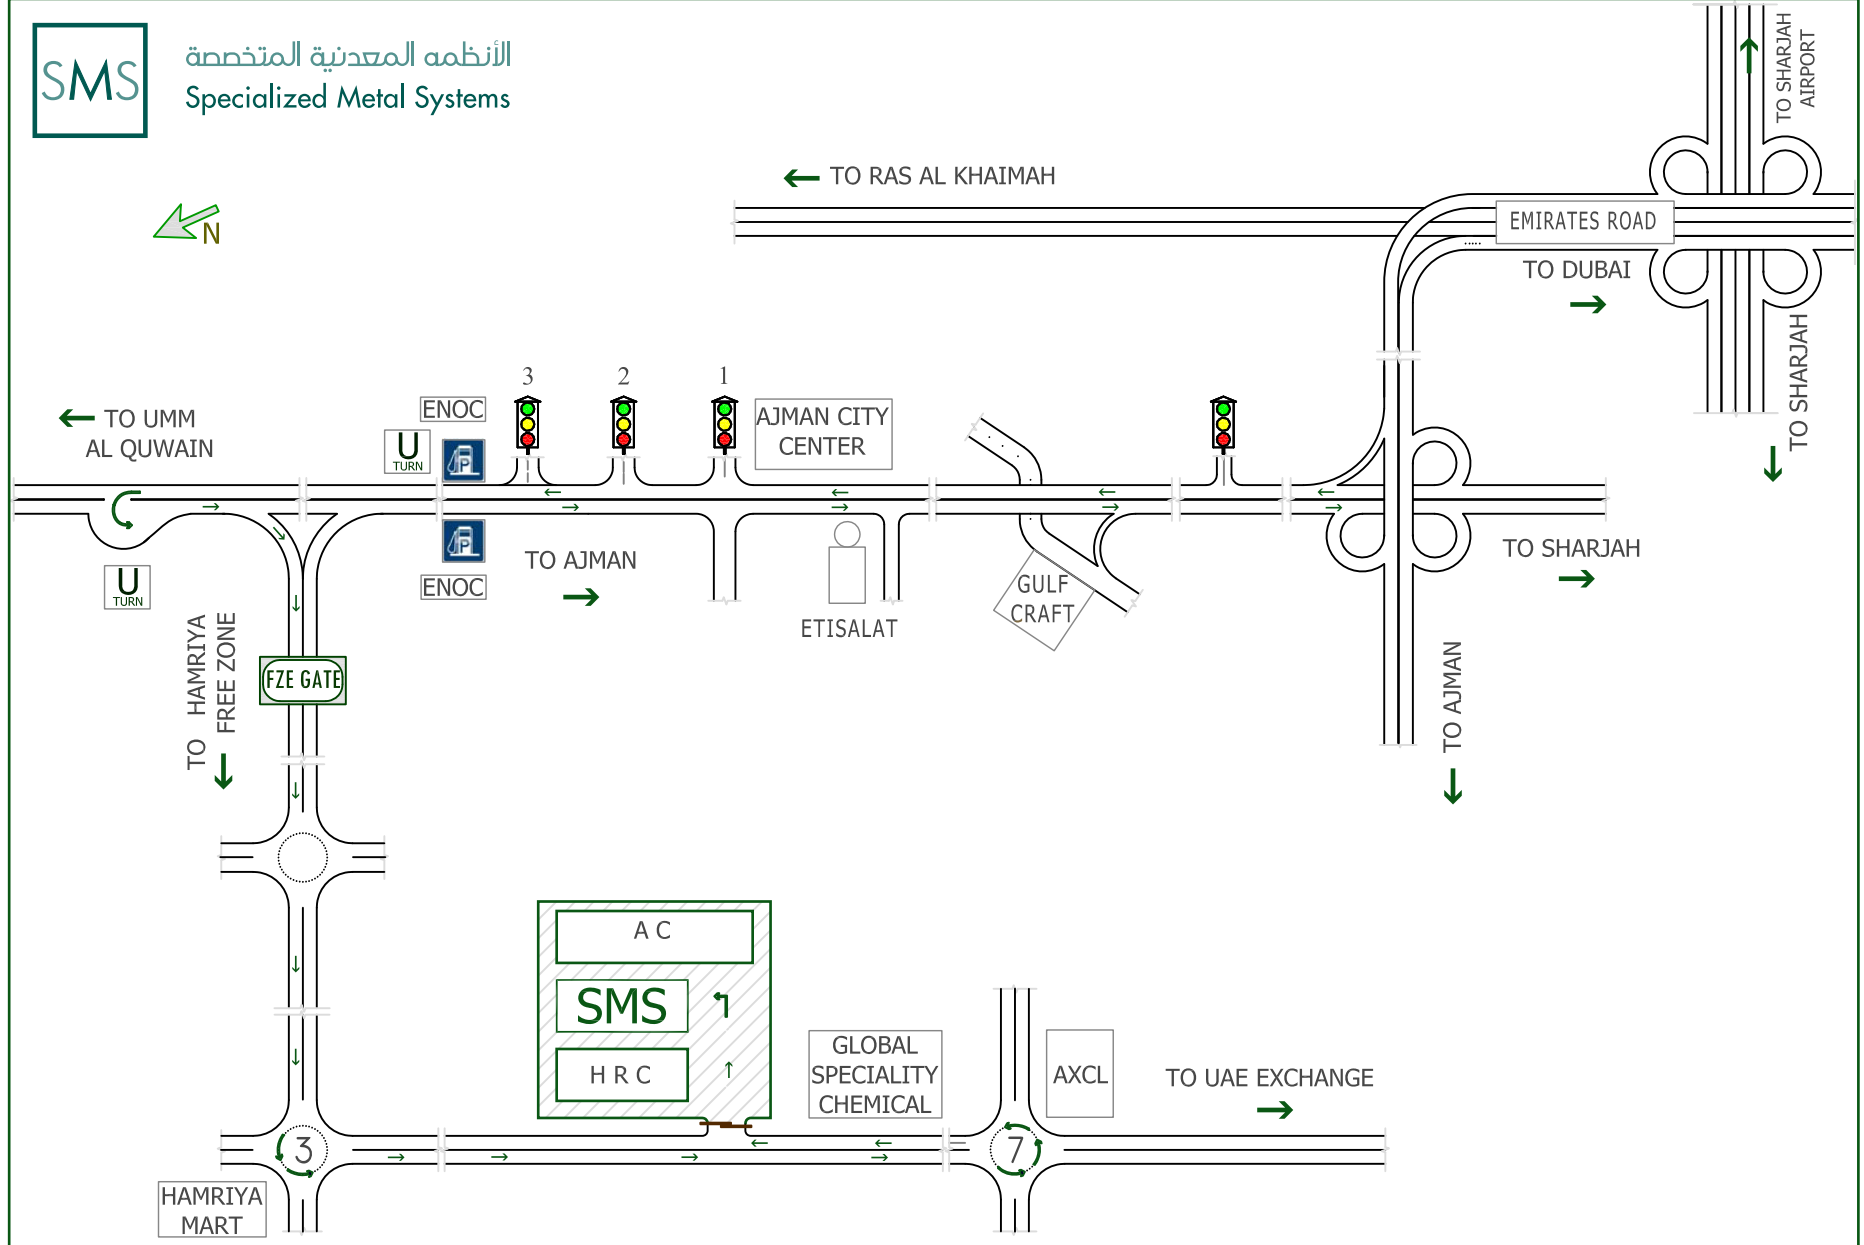 SMS
الأنظمه المعدنية المتخصصة
Specialized Metal Systems
TO SHARJAH
AIRPORT
TO RAS AL KHAIMAH
N
EMIRATES ROAD
TO DUBAI
TO SHARJAH
3
2
1
ENOC
AJMAN CITY
CENTER
TO UMM
AL QUWAIN
U
TURN
P
P
ENOC
TO AJMAN
U
TURN
ETISALAT
GULF
CRAFT
TO SHARJAH
TO HAMRIYA
FREE ZONE
FZE GATE
TO AJMAN
A C
SMS
H R C
GLOBAL
SPECIALITY
CHEMICAL
AXCL
TO UAE EXCHANGE
3
7
HAMRIYA
MART